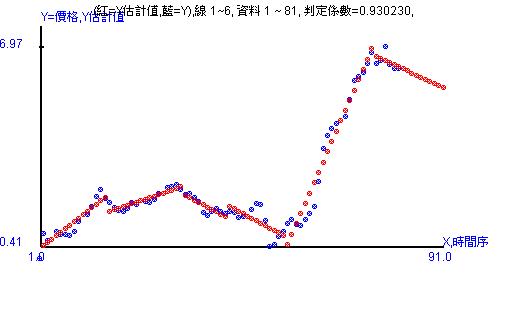 (紅=Y估計值,藍=Y),線 1~6, 資料 1 ~ 81, 判定係數=0.930230,
Y=價格,Y估計值
6.97
0.41
X,時間序
1.0
91.0